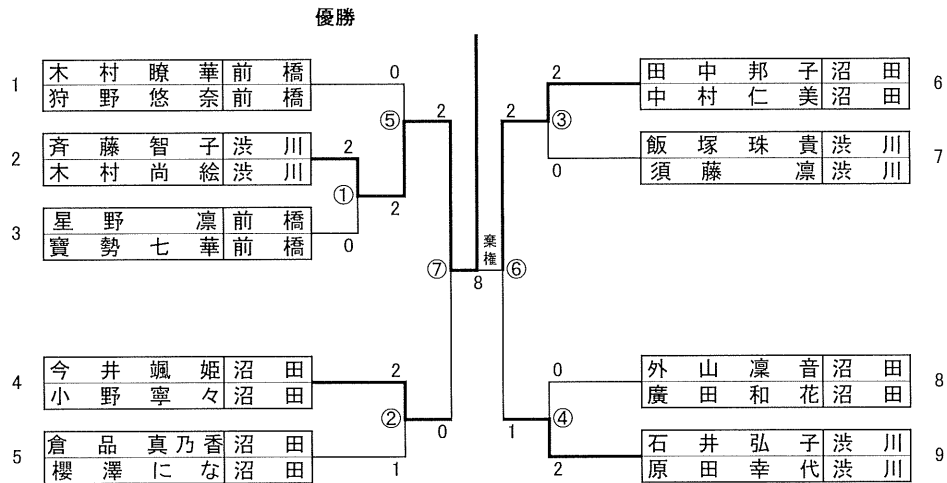 優勝
1 木村瞭華 前橋
狩野悠奈 前橋
0
⑤
2
2 斉藤智子 渋川
木村尚絵 渋川
2
①
2
3 星野凛 前橋
寶勢七華 前橋
0
⑦
8
棄権
⑥
4 今井颯姫 沼田
小野寧々 沼田
2
②
0
5 倉品真乃香 沼田
櫻澤にな 沼田
1
2
田中邦子 沼田 6
中村仁美 沼田
2
③
飯塚珠貴 渋川 7
須藤凛 渋川
0
0
外山凜音 沼田 8
廣田和花 沼田
④
1
石井弘子 渋川 9
原田幸代 渋川
2